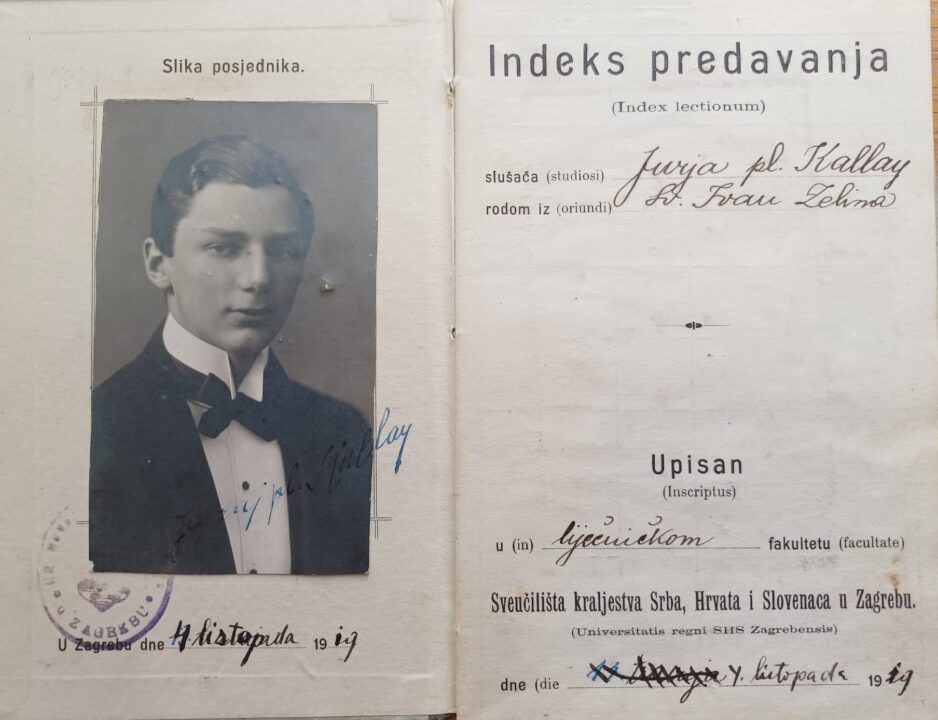 Slika posjednika.
Juraj pl. Kallay
ZAGREBU
U Zagrebu dne 4 listopada 1919
Indeks predavanja
(Index lectionum)
slušača (studiosi) Jurja pl. Kallay
rodom iz (oriundi) Sv. Ivan Zelina
Upisan
(Inscriptus)
u (in) liječničkom fakultetu (facultate)
Sveučilišta kraljestva Srba, Hrvata i Slovenaca u Zagrebu.
(Universitatis regni SHS Zagrebensis)
dne (die 4. listopada 1919